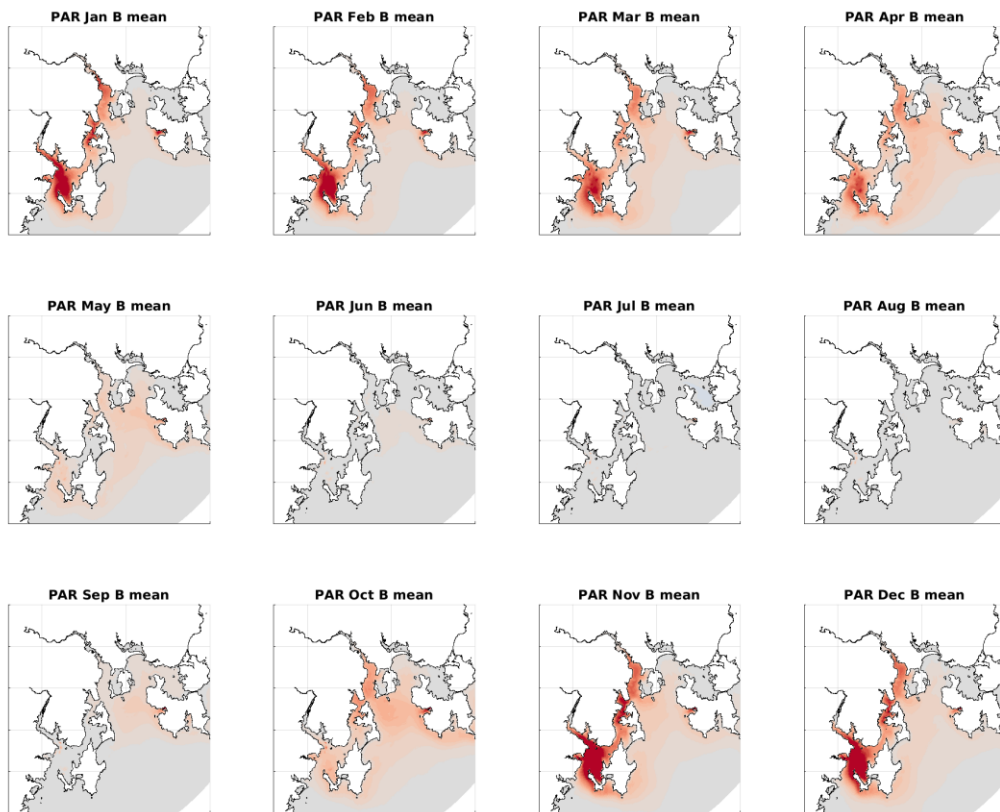 PAR Jan B mean
PAR Feb B mean
PAR Mar B mean
PAR Apr B mean
PAR May B mean
PAR Jun B mean
PAR Jul B mean
PAR Aug B mean
PAR Sep B mean
PAR Oct B mean
PAR Nov B mean
PAR Dec B mean